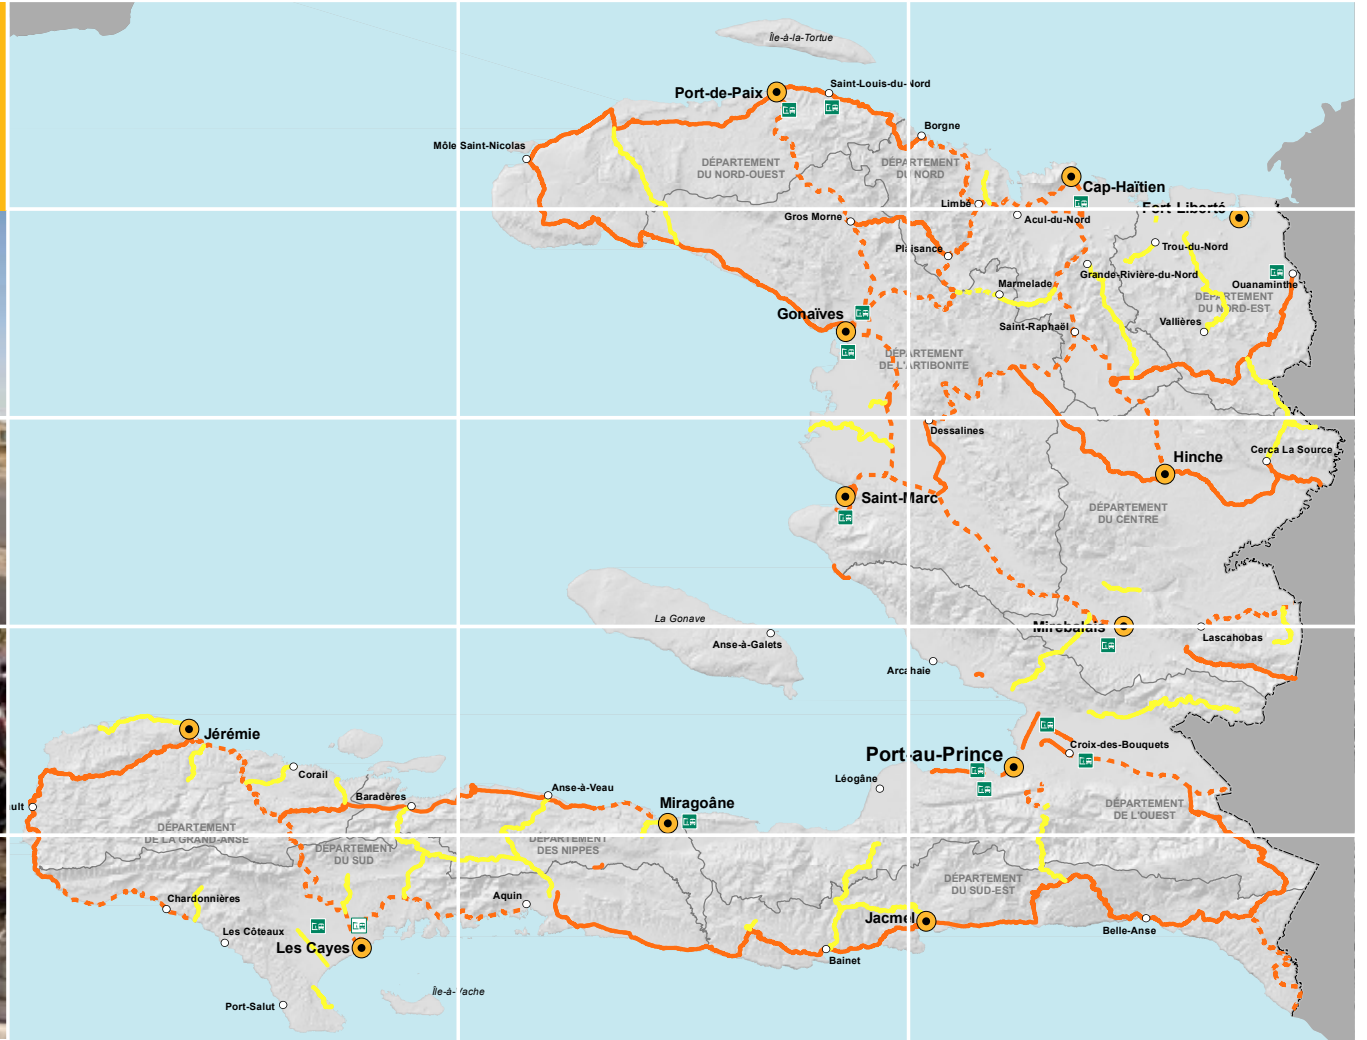 Île-à-la-Tortue
Port-de-Paix
Saint-Louis-du-Nord
Borgne
Môle Saint-Nicolas
DÉPARTEMENT
DU NORD-OUEST
DÉPARTEMENT
DU NORD
Cap-Haïtien
Limbé
Fort-Liberté
Gros Morne
Acul-du-Nord
Plaisance
Trou-du-Nord
Grande-Rivière-du-Nord
Ouanaminthe
Marmelade
DÉPARTEMENT
DU NORD-EST
Gonaïves
Saint-Raphaël
Vallières
DÉPARTEMENT
DE L'ARTIBONITE
Dessalines
Hinche
Cerca La Source
Saint-Marc
DÉPARTEMENT
DU CENTRE
La Gonave
Anse-à-Galets
Mirebalais
Lascahobas
Arcahaie
Jérémie
Port-au-Prince
Croix-des-Bouquets
Corail
Léogâne
Anse-à-Veau
Baradères
Miragoâne
ault
DÉPARTEMENT
DE L'OUEST
DÉPARTEMENT
DE LA GRAND-ANSE
DÉPARTEMENT
DU SUD
DÉPARTEMENT
DES NIPPES
DÉPARTEMENT
DU SUD-EST
Chardonnières
Aquin
Jacmel
Les Côteaux
Les Cayes
Belle-Anse
Bainet
Île-à-Vache
Port-Salut